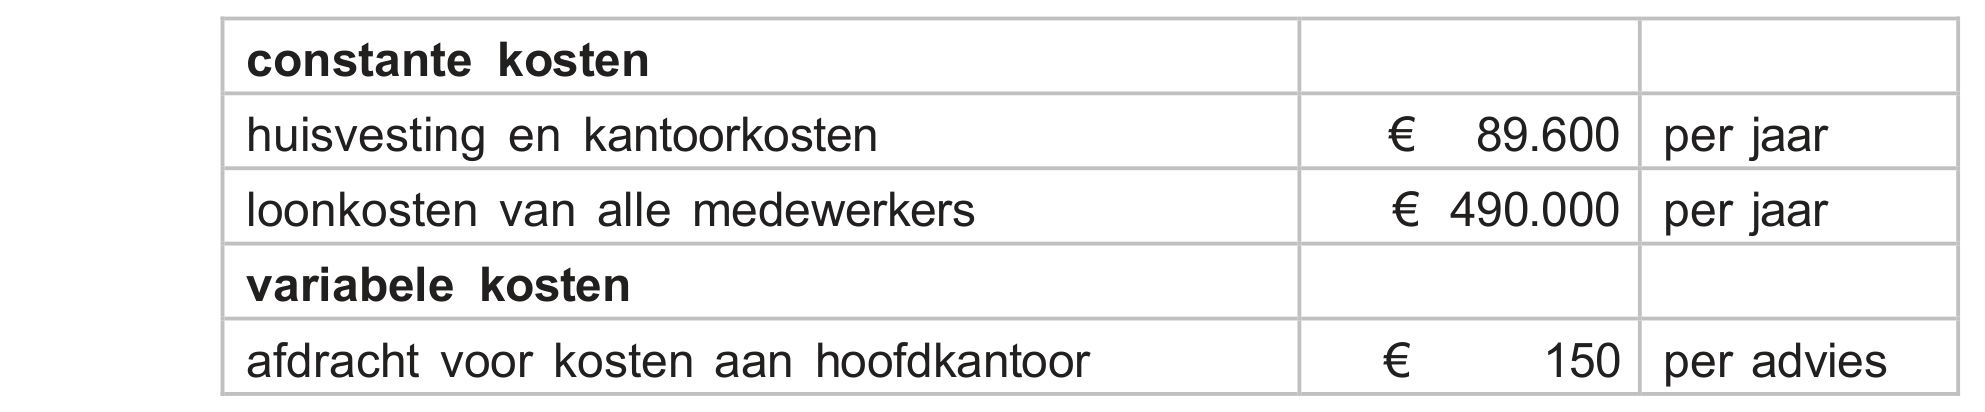 constante kosten
huisvesting en kantoorkosten € 89.600 per jaar
loonkosten van alle medewerkers € 490.000 per jaar
variabele kosten
afdracht voor kosten aan hoofdkantoor € 150 per advies